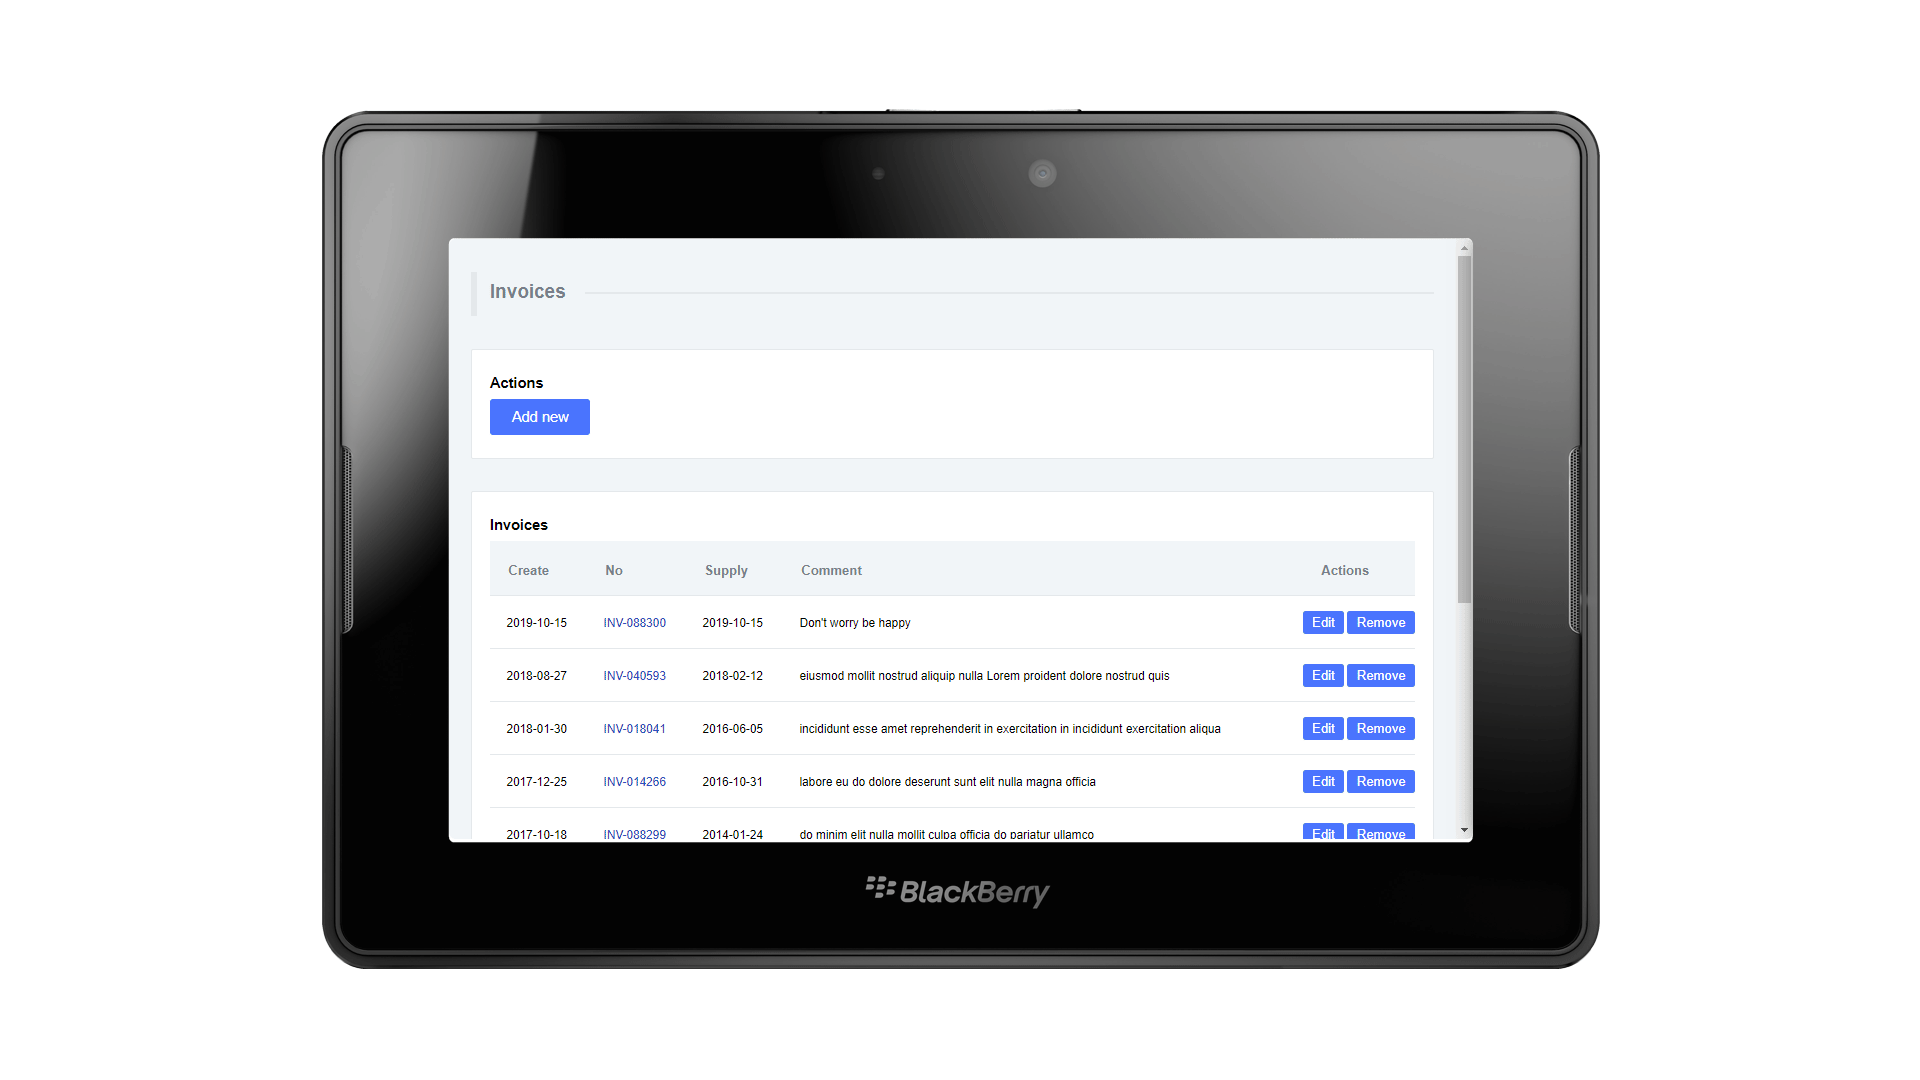 Invoices
Actions
Add new
Invoices
Create No Supply Comment Actions
2019-10-15 INV-088300 2019-10-15 Don't worry be happy Edit Remove
2018-08-27 INV-040593 2018-02-12 eiusmod mollit nostrud aliquip nulla Lorem proident dolore nostrud quis Edit Remove
2018-01-30 INV-018041 2016-06-05 incididunt esse amet reprehenderit in exercitation in incididunt exercitation aliqua Edit Remove
2017-12-25 INV-014266 2016-10-31 labore eu do dolore deserunt sunt elit nulla magna officia Edit Remove
2017-10-18 INV-088299 2014-01-24 do minim elit nulla mollit culpa officia do pariatur ullamco Edit Remove
BlackBerry